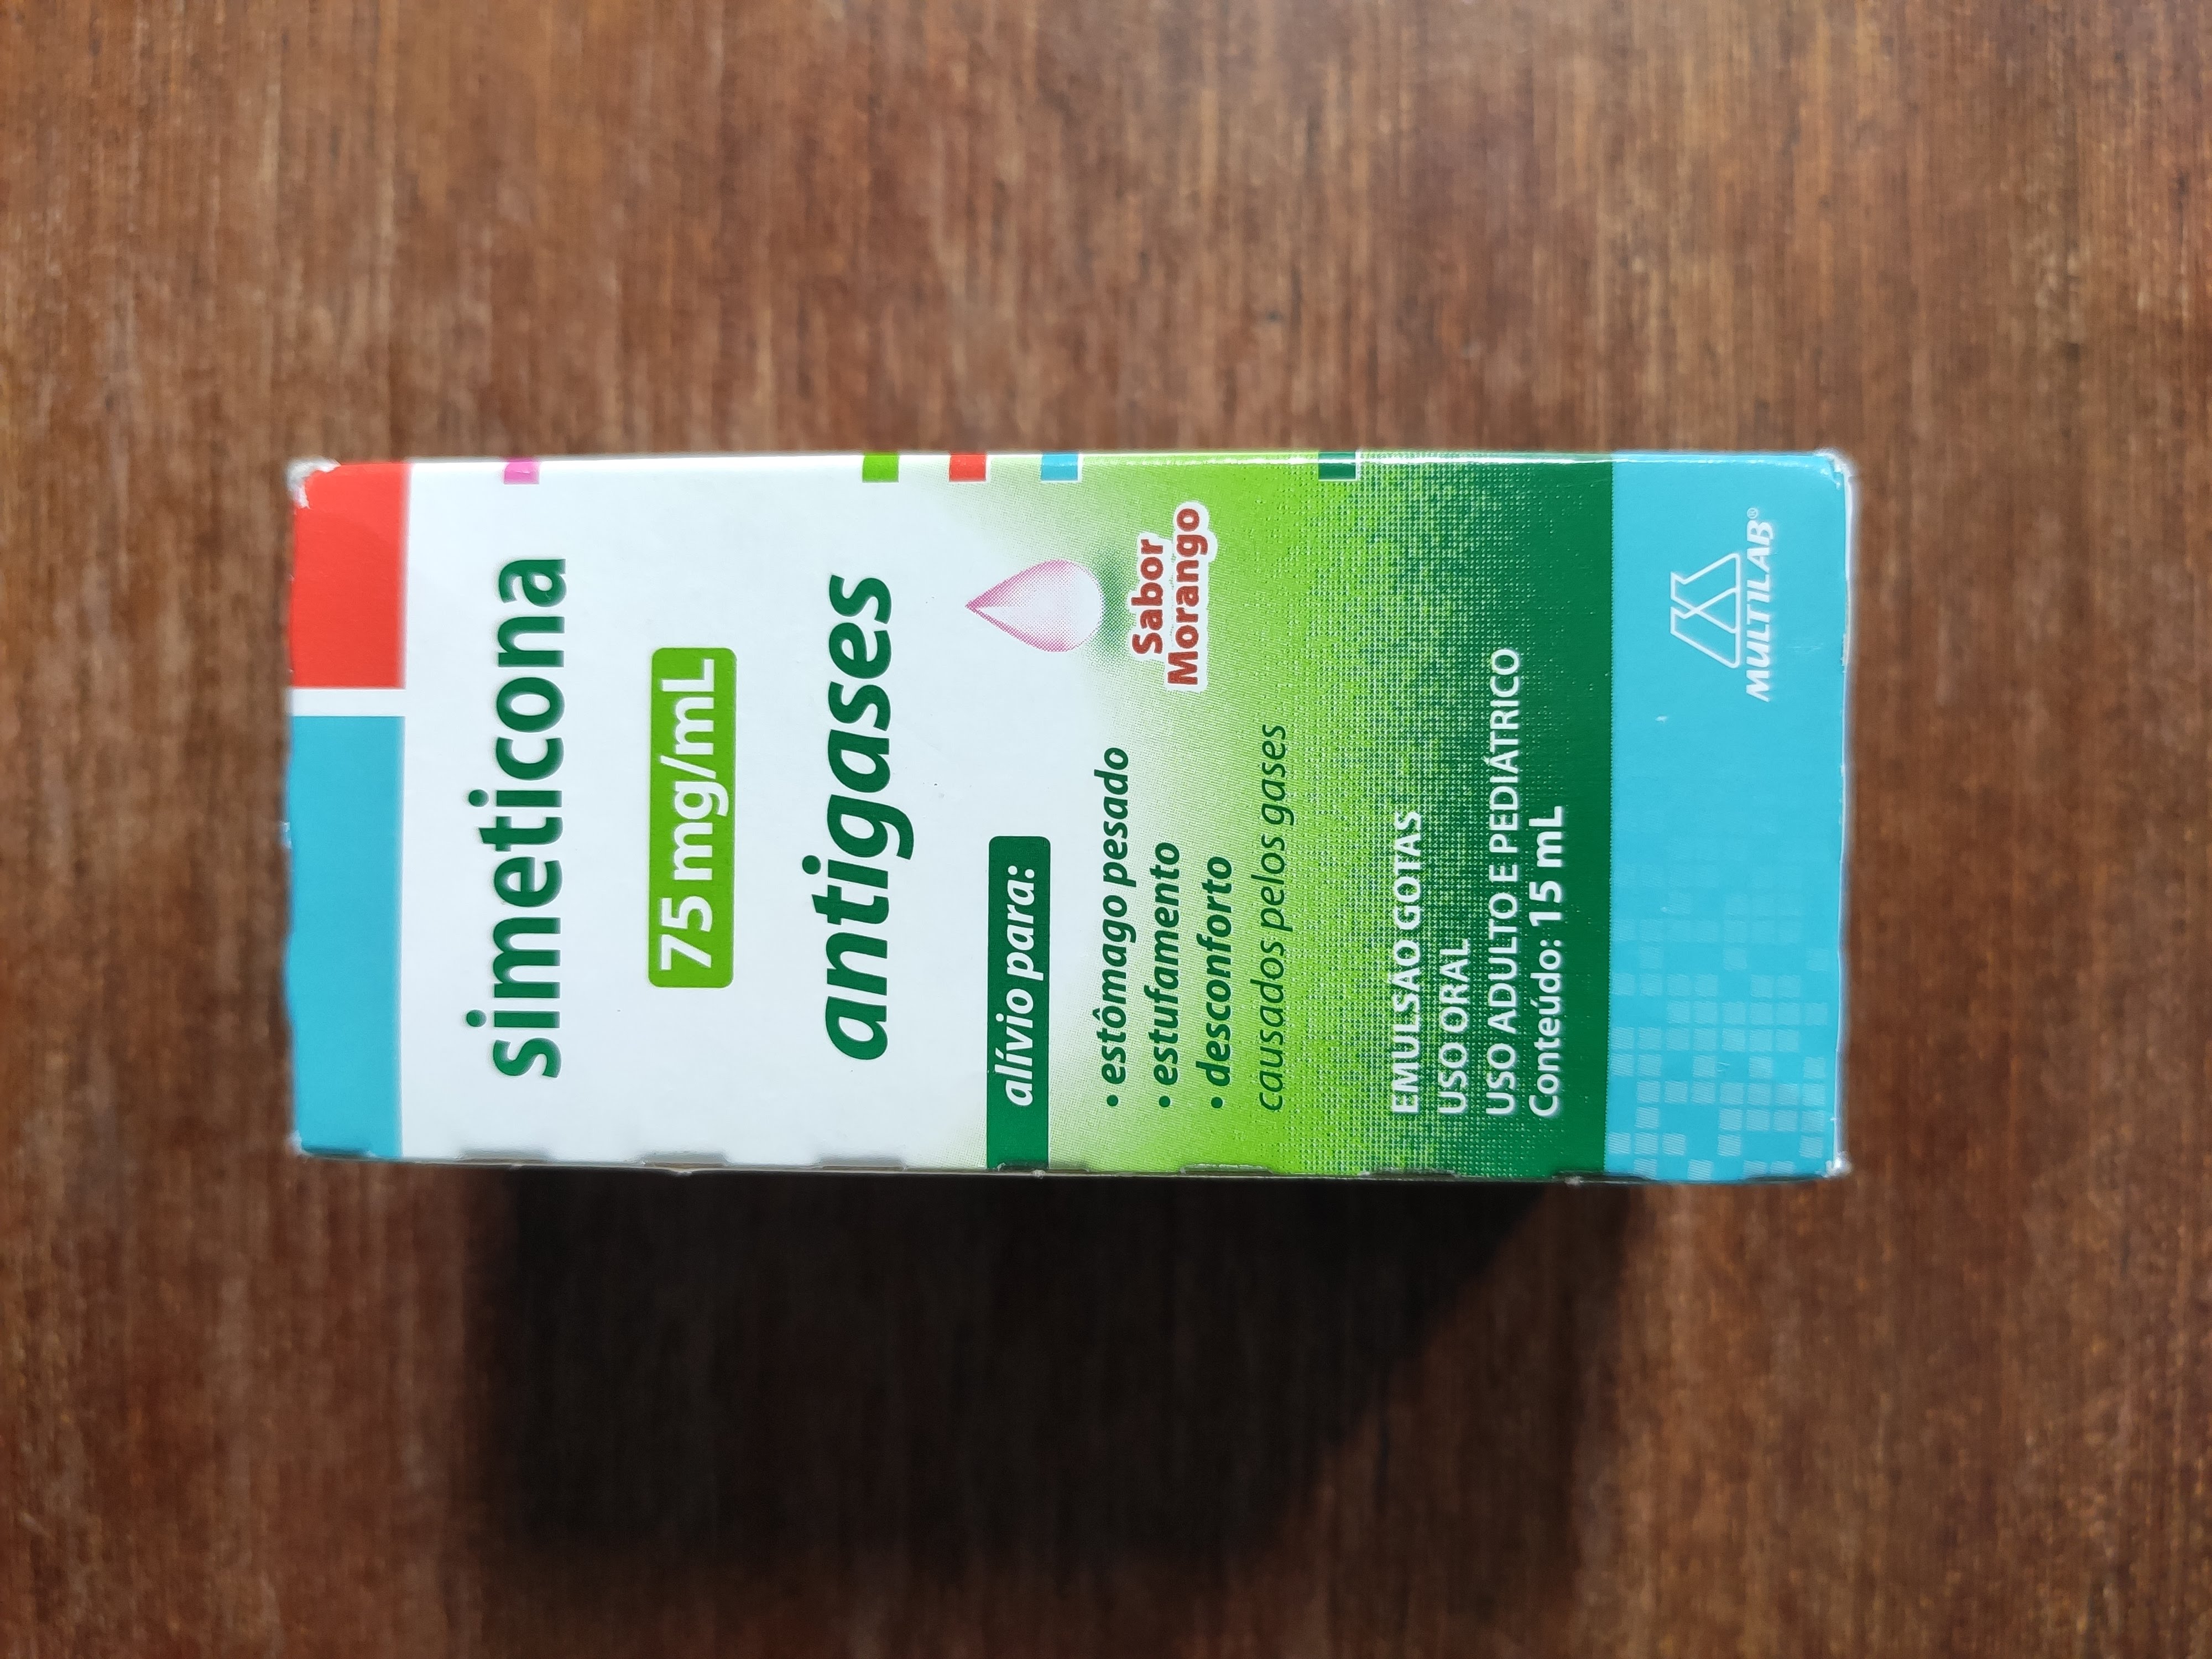 simeticona
75 mg/mL
antigases
alívio para:
• estômago pesado
• estufamento
• desconforto
causados pelos gases
Sabor
Morango
EMULSÃO GOTAS
USO ORAL
USO ADULTO E PEDIÁTRICO
Conteúdo: 15 mL
MULTILAB®